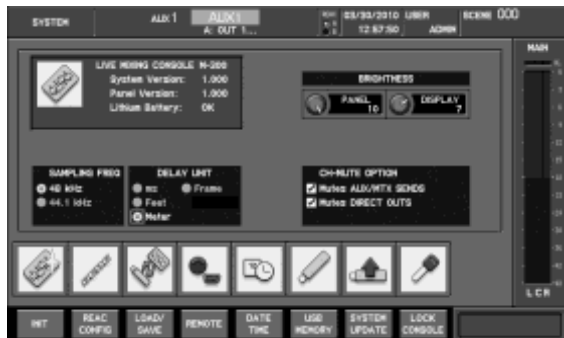 SYSTEM
AUX 1
AUX 1
A: OUT 1...
03/30/2010
12:57:50
USER
ADMIN
SCENE 000
LIVE MIXING CONSOLE M-300
System Version: 1.000
Panel Version: 1.000
Lithium Battery: OK
BRIGHTNESS
PANEL 10
DISPLAY 7
MAIN
SAMPLING FREQ
48 kHz
44.1 kHz
DELAY UNIT
ms
Frame
Feet
Meter
CH-MUTE OPTION
Mutes AUX/MTX SENDS
Mutes DIRECT OUTS
L C R
INIT
REAC CONFIG
LOAD/ SAVE
REMOTE
DATE TIME
USB MEMORY
SYSTEM UPDATE
LOCK CONSOLE